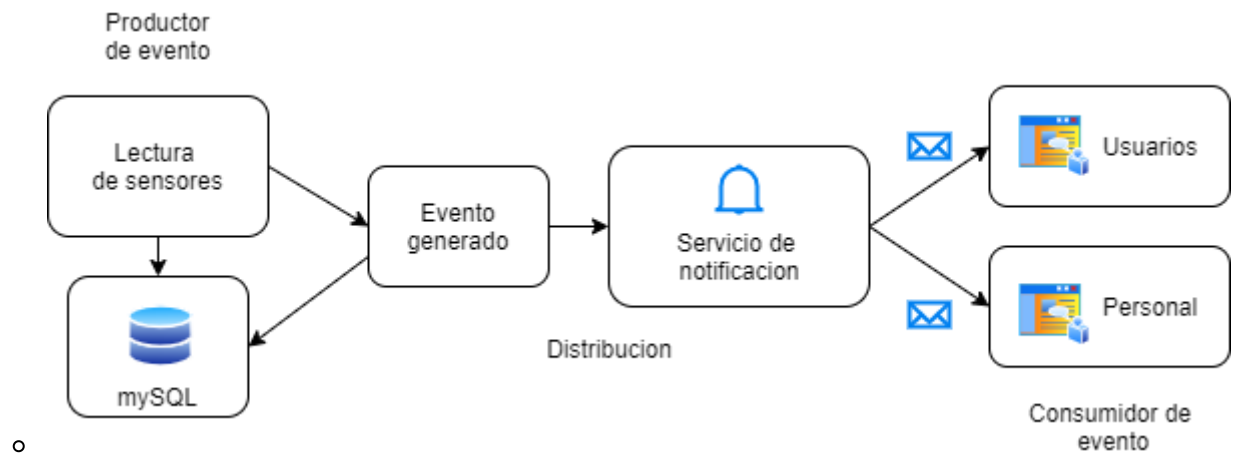 Productor
de evento
Lectura
de sensores
Evento
generado
Servicio de
notificacion
Usuarios
Personal
mySQL
Distribucion
Consumidor de
evento